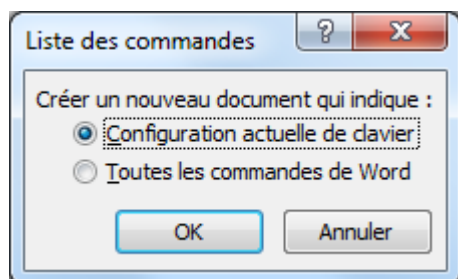 Liste des commandes
Créer un nouveau document qui indique :
Configuration actuelle de clavier
Toutes les commandes de Word
OK Annuler